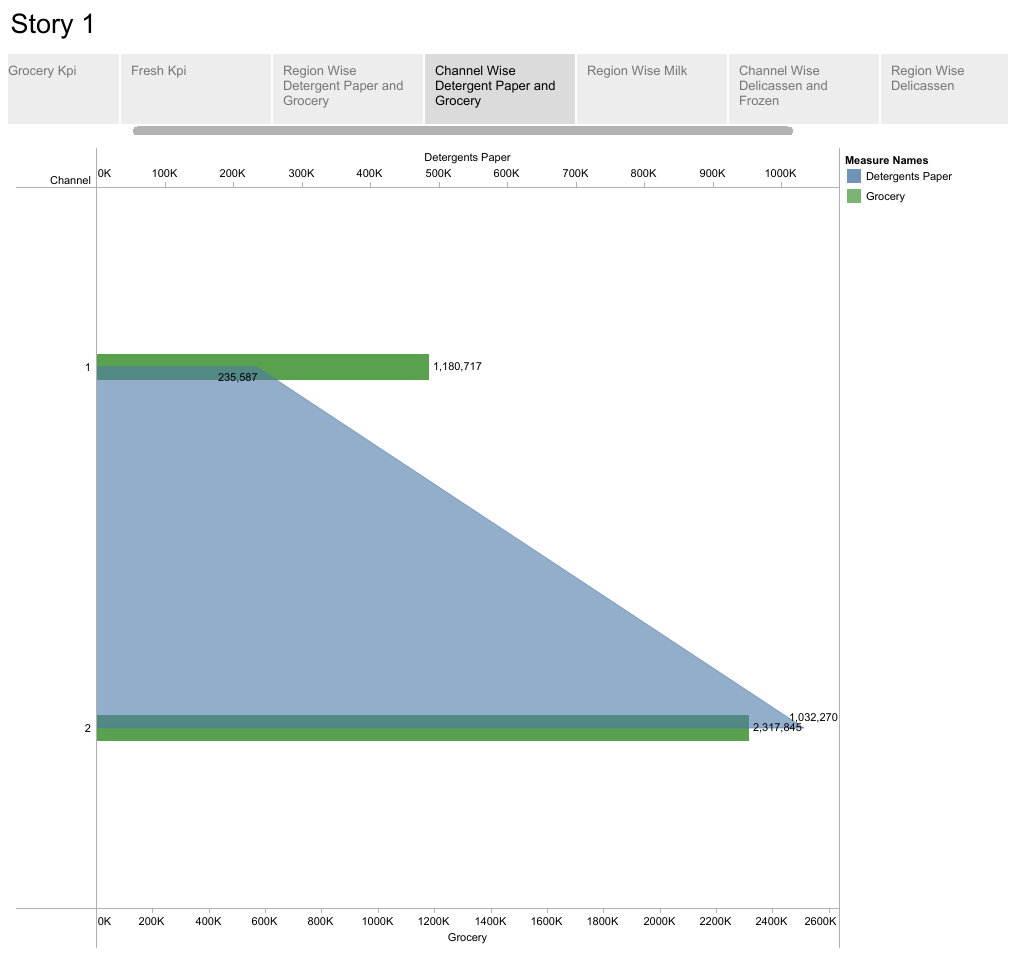 Story 1
Grocery Kpi
Fresh Kpi
Region Wise
Detergent Paper and
Grocery
Channel Wise
Detergent Paper and
Grocery
Region Wise Milk
Channel Wise
Delicassen and
Frozen
Region Wise
Delicassen
Detergents Paper
Channel
0K 100K 200K 300K 400K 500K 600K 700K 800K 900K 1000K
Measure Names
Detergents Paper
Grocery
1
1,180,717
235,587
2
1,032,270
2,317,845
0K 200K 400K 600K 800K 1000K 1200K 1400K 1600K 1800K 2000K 2200K 2400K 2600K
Grocery